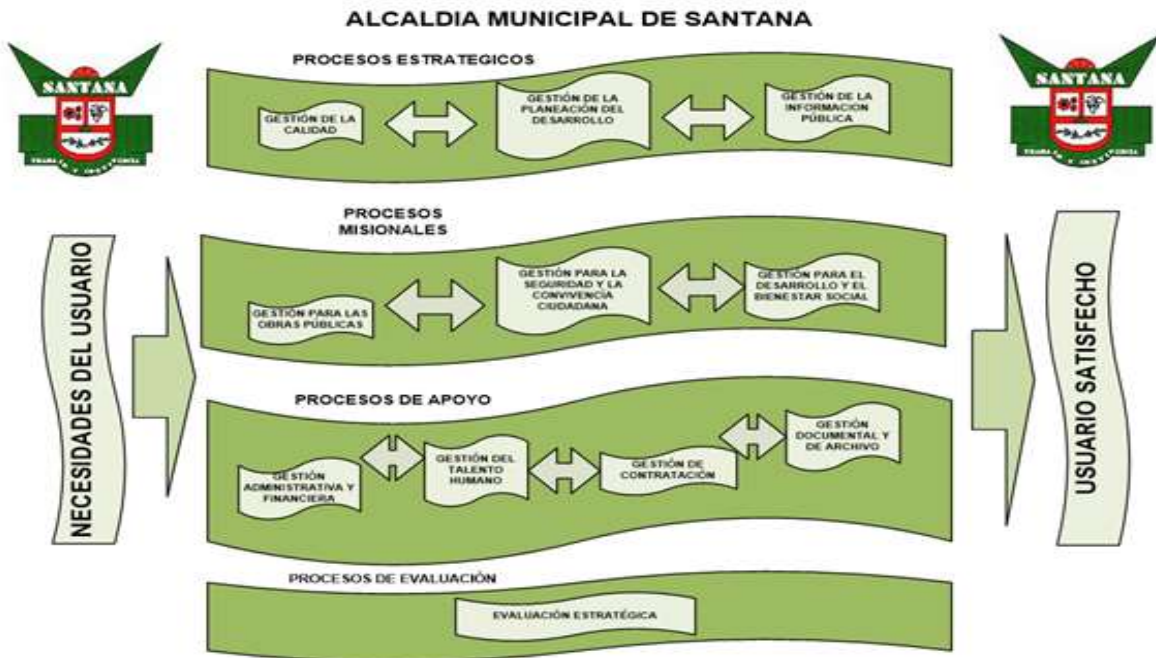 ALCALDIA MUNICIPAL DE SANTANA
SANTANA
SANTANA
PROCESOS ESTRATEGICOS
GESTIÓN DE LA
CALIDAD
GESTIÓN DE LA
PLANEACIÓN DEL
DESARROLLO
GESTIÓN DE LA
INFORMACION
PÚBLICA
PROCESOS
MISIONALES
GESTIÓN PARA LAS
OBRAS PÚBLICAS
GESTIÓN PARA LA
SEGURIDAD Y LA
CONVIVENCÍA
CIUDADANA
GESTIÓN PARA EL
DESARROLLO Y EL
BIENESTAR SOCIAL
NECESIDADES DEL USUARIO
USUARIO SATISFECHO
PROCESOS DE APOYO
GESTIÓN
ADMINISTRATIVA Y
FINANCIERA
GESTIÓN DEL
TALENTO
HUMANO
GESTIÓN DE
CONTRATACIÓN
GESTIÓN
DOCUMENTAL Y
DE ARCHIVO
PROCESOS DE EVALUACIÓN
EVALUACIÓN ESTRATÉGICA